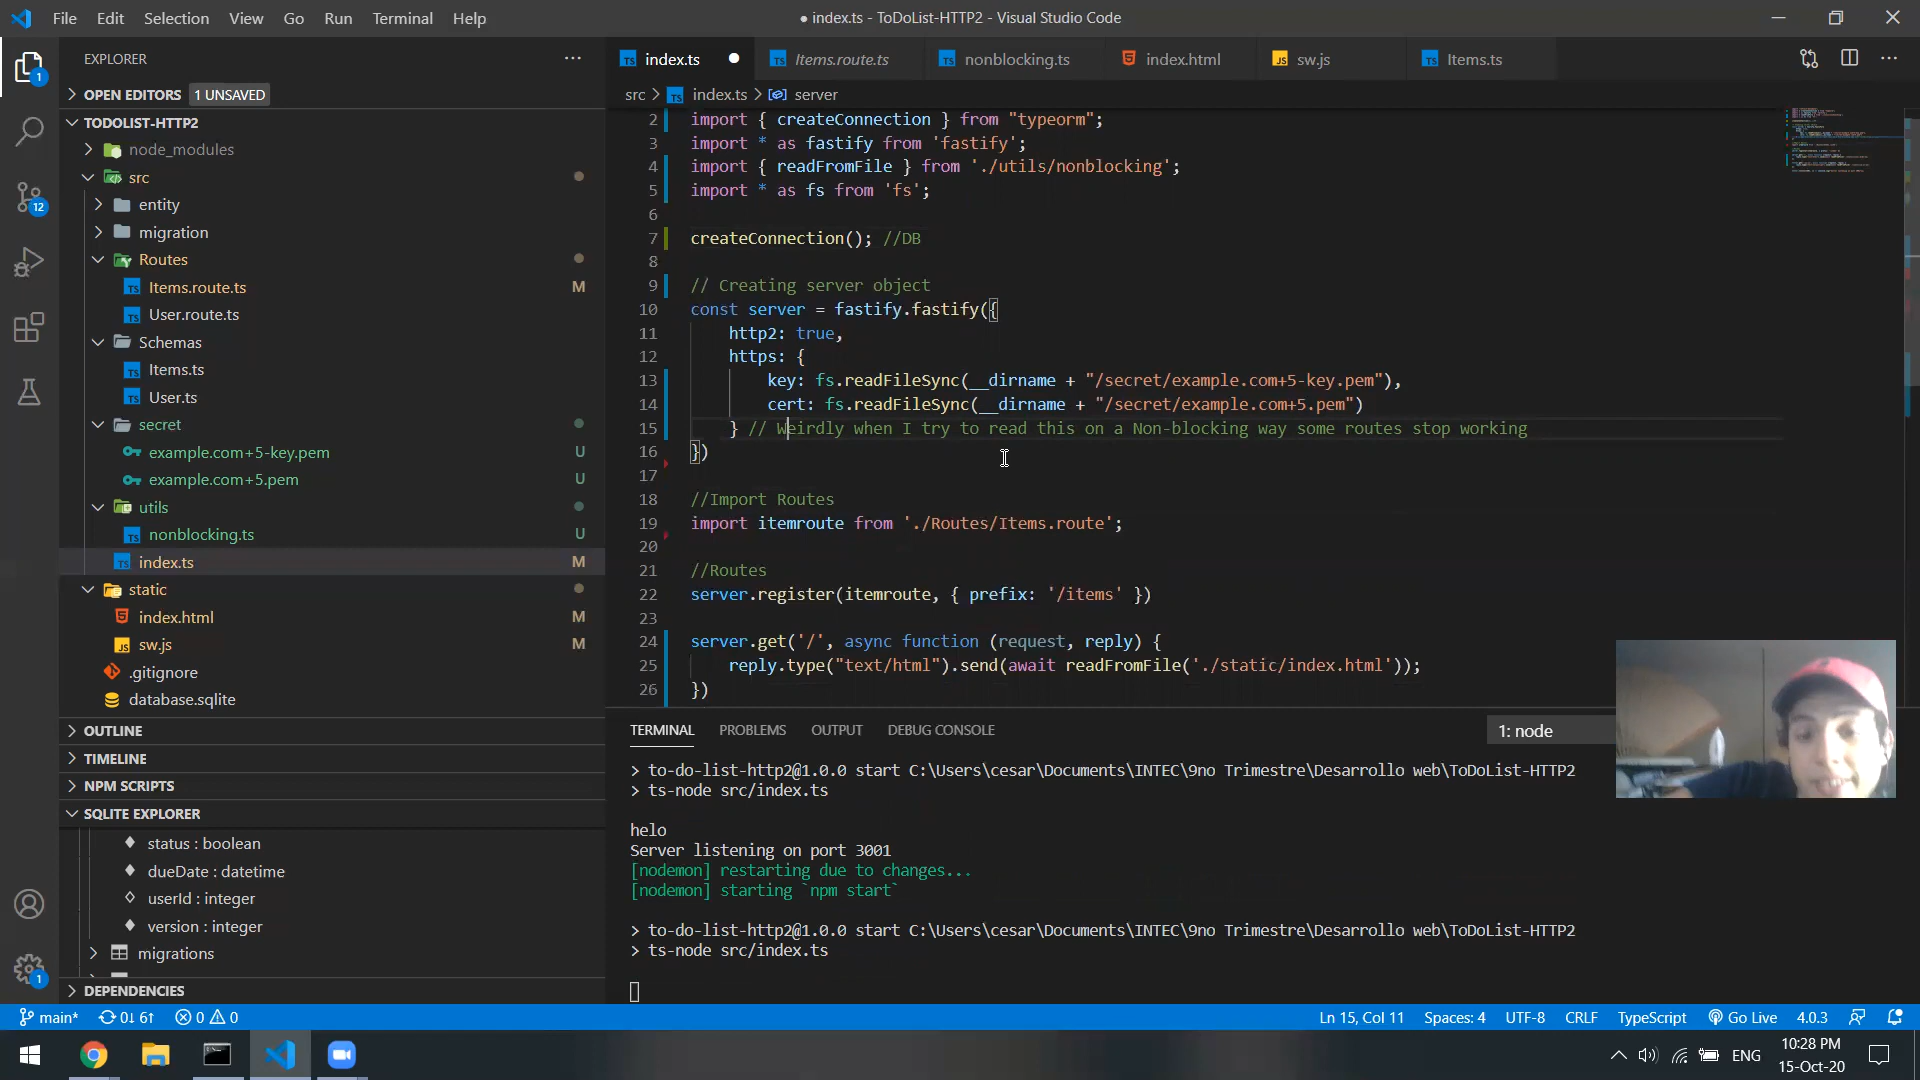 File Edit Selection View Go Run Terminal Help
● index.ts - ToDoList-HTTP2 - Visual Studio Code
EXPLORER
OPEN EDITORS 1 UNSAVED
TODOLIST-HTTP2
node_modules
src
entity
migration
Routes
Items.route.ts M
User.route.ts
Schemas
Items.ts
User.ts
secret
example.com+5-key.pem U
example.com+5.pem U
utils
nonblocking.ts U
index.ts M
static
index.html M
sw.js M
.gitignore
database.sqlite
OUTLINE
TIMELINE
NPM SCRIPTS
SQLITE EXPLORER
status : boolean
dueDate : datetime
userId : integer
version : integer
migrations
DEPENDENCIES
1
12
1
index.ts Items.route.ts nonblocking.ts index.html sw.js Items.ts
src > index.ts > server
2 import { createConnection } from "typeorm";
3 import * as fastify from 'fastify';
4 import { readFromFile } from './utils/nonblocking';
5 import * as fs from 'fs';
6
7 createConnection(); //DB
8
9 // Creating server object
10 const server = fastify.fastify({
11 http2: true,
12 https: {
13 key: fs.readFileSync(__dirname + "/secret/example.com+5-key.pem"),
14 cert: fs.readFileSync(__dirname + "/secret/example.com+5.pem")
15 } // Weirdly when I try to read this on a Non-blocking way some routes stop working
16 })
17
18 //Import Routes
19 import itemroute from './Routes/Items.route';
20
21 //Routes
22 server.register(itemroute, { prefix: '/items' })
23
24 server.get('/', async function (request, reply) {
25 reply.type("text/html").send(await readFromFile('./static/index.html'));
26 })
TERMINAL PROBLEMS OUTPUT DEBUG CONSOLE 1: node
> to-do-list-http2@1.0.0 start C:\Users\cesar\Documents\INTEC\9no Trimestre\Desarrollo web\ToDoList-HTTP2
> ts-node src/index.ts
helo
Server listening on port 3001
[nodemon] restarting due to changes...
[nodemon] starting `npm start`
> to-do-list-http2@1.0.0 start C:\Users\cesar\Documents\INTEC\9no Trimestre\Desarrollo web\ToDoList-HTTP2
> ts-node src/index.ts
main* 0↓ 6↑ 0 0 Ln 15, Col 11 Spaces: 4 UTF-8 CRLF TypeScript Go Live 4.0.3
ENG 10:28 PM
15-Oct-20